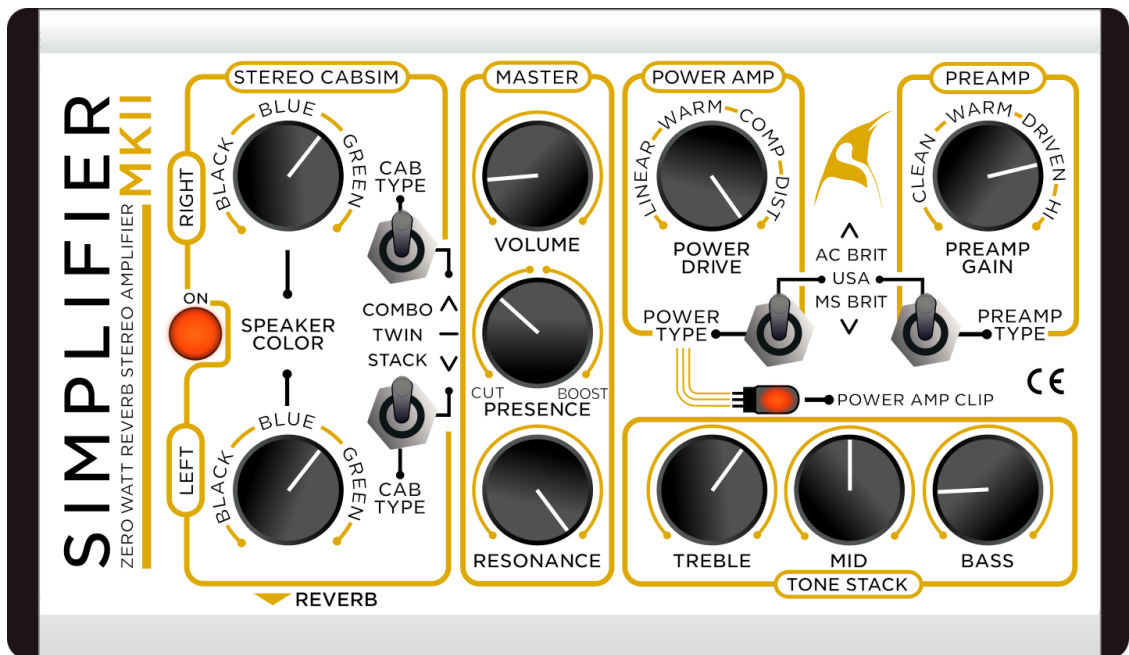 SIMPLIFIER
MKII
ZERO WATT REVERB STEREO AMPLIFIER
STEREO CABSIM
RIGHT
BLACK
BLUE
GREEN
CAB
TYPE
ON
SPEAKER
COLOR
COMBO
TWIN
STACK
LEFT
BLACK
BLUE
GREEN
CAB
TYPE
REVERB
MASTER
VOLUME
CUT
BOOST
PRESENCE
RESONANCE
POWER AMP
LINEAR
WARM
COMP
DIST
POWER
DRIVE
AC BRIT
USA
MS BRIT
PREAMP
CLEAN
WARM
DRIVEN
HI
PREAMP
GAIN
POWER
TYPE
PREAMP
TYPE
CE
POWER AMP CLIP
TREBLE
MID
BASS
TONE STACK